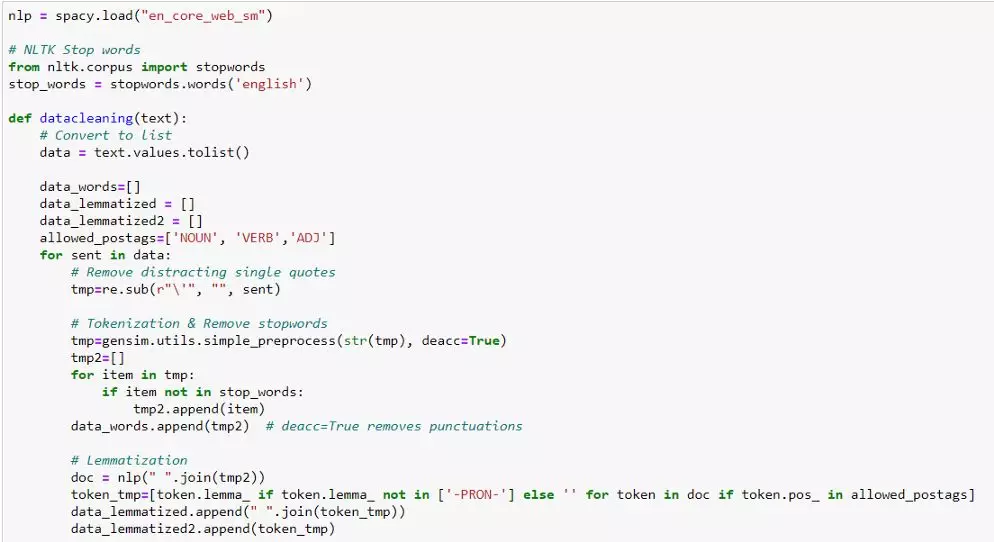 nlp = spacy.load("en_core_web_sm")

# NLTK Stop words
from nltk.corpus import stopwords
stop_words = stopwords.words('english')

def datacleaning(text):
    # Convert to list
    data = text.values.tolist()

    data_words=[]
    data_lemmatized = []
    data_lemmatized2 = []
    allowed_postags=['NOUN', 'VERB','ADJ']
    for sent in data:
        # Remove distracting single quotes
        tmp=re.sub(r"\'", "", sent)

        # Tokenization & Remove stopwords
        tmp=gensim.utils.simple_preprocess(str(tmp), deacc=True)
        tmp2=[]
        for item in tmp:
            if item not in stop_words:
                tmp2.append(item)
        data_words.append(tmp2)  # deacc=True removes punctuations

        # Lemmatization
        doc = nlp(" ".join(tmp2))
        token_tmp=[token.lemma_ if token.lemma_ not in ['-PRON-'] else '' for token in doc if token.pos_ in allowed_postags]
        data_lemmatized.append(" ".join(token_tmp))
        data_lemmatized2.append(token_tmp)